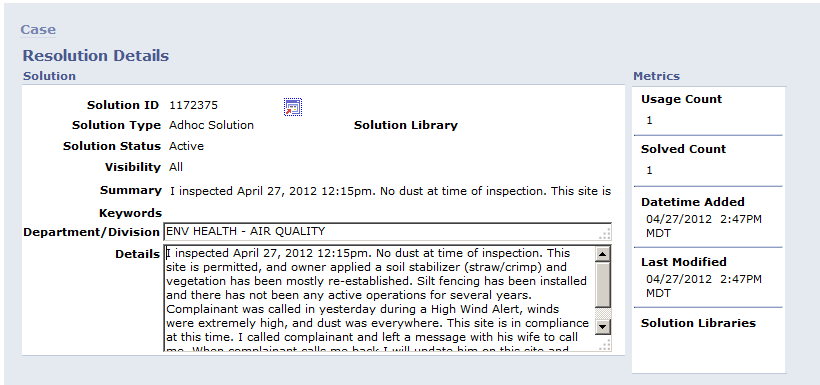 Case
Resolution Details
Solution
Solution ID 1172375
Solution Type Adhoc Solution Solution Library
Solution Status Active
Visibility All
Summary I inspected April 27, 2012 12:15pm. No dust at time of inspection. This site is
Keywords
Department/Division ENV HEALTH - AIR QUALITY
Details I inspected April 27, 2012 12:15pm. No dust at time of inspection. This
site is permitted, and owner applied a soil stabilizer (straw/crimp) and
vegetation has been mostly re-established. Silt fencing has been installed
and there has not been any active operations for several years.
Complainant was called in yesterday during a High Wind Alert, winds
were extremely high, and dust was everywhere. This site is in compliance
at this time. I called complainant and left a message with his wife to call
me. When complainant calls me back I will update him on this site and
Metrics
Usage Count
1
Solved Count
1
Datetime Added
04/27/2012 2:47PM
MDT
Last Modified
04/27/2012 2:47PM
MDT
Solution Libraries